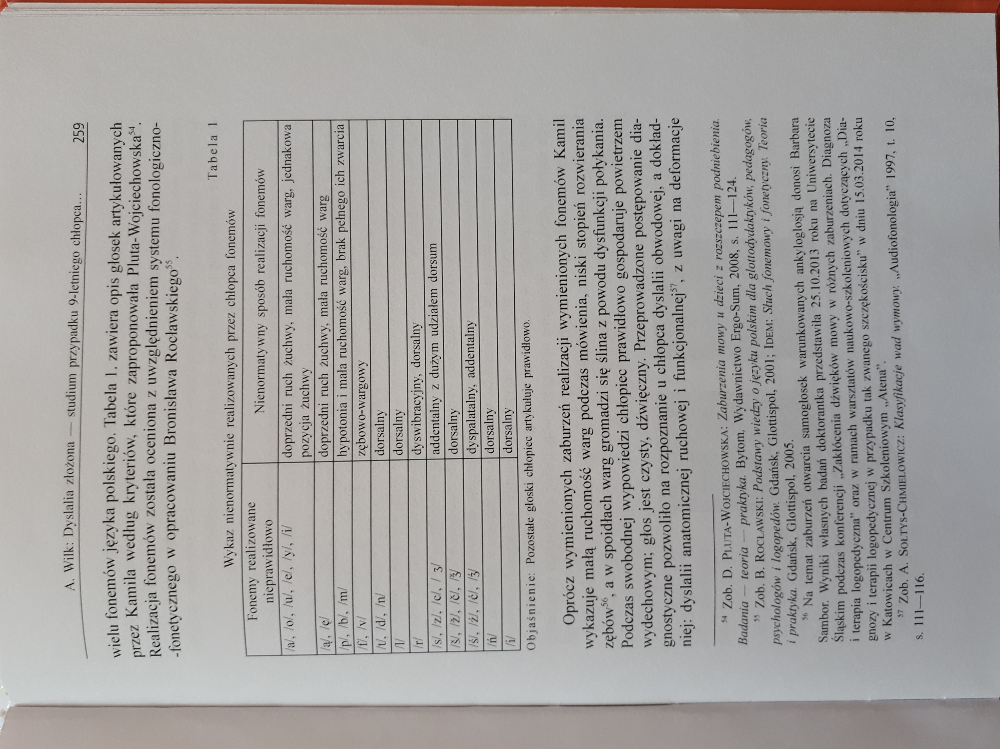 A. Wilk: Dyslalia złożona — studium przypadku 9-letniego chłopca... 259
wielu fonemów języka polskiego. Tabela 1. zawiera opis głosek artykułowanych
przez Kamila według kryteriów, które zaproponowała Pluta-Wojciechowska⁵⁴.
Realizacja fonemów została oceniona z uwzględnieniem systemu fonologiczno-
-fonetycznego w opracowaniu Bronisława Rocławskiego⁵⁵.
Tabela 1
Wykaz nienormatywnie realizowanych przez chłopca fonemów
Fonemy realizowane
nieprawidłowo
Nienormatywny sposób realizacji fonemów
/a/, /o/, /u/, /e/, /y/, /i/ doprzedni ruch żuchwy, mała ruchomość warg, jednakowa
pozycja żuchwy
/ą/, /ę/ doprzedni ruch żuchwy, mała ruchomość warg
/p/, /b/, /m/ hypotonia i mała ruchomość warg, brak pełnego ich zwarcia
/f/, /v/ zębowo-wargowy
/t/, /d/, /n/ dorsalny
/l/ dorsalny
/r/ dyswibracyjny, dorsalny
/s/, /z/, /c/, / ʒ/ addentalny z dużym udziałem dorsum
/š/, /ž/, /č/, /ǯ/ dorsalny
/ś/, /ź/, /ć/, /ʒ́/ dyspalatalny, addentalny
/ń/ dorsalny
/i/ dorsalny
Objaśnienie: Pozostałe głoski chłopiec artykułuje prawidłowo.
Oprócz wymienionych zaburzeń realizacji wymienionych fonemów Kamil
wykazuje małą ruchomość warg podczas mówienia, niski stopień rozwierania
zębów⁵⁶, a w spoidłach warg gromadzi się ślina z powodu dysfunkcji połykania.
Podczas swobodnej wypowiedzi chłopiec prawidłowo gospodaruje powietrzem
wydechowym; głos jest czysty, dźwięczny. Przeprowadzone postępowanie dia-
gnostyczne pozwoliło na rozpoznanie u chłopca dyslalii obwodowej, a dokład-
niej: dyslalii anatomicznej ruchowej i funkcjonalnej⁵⁷, z uwagi na deformacje
⁵⁴ Zob. D. PLUTA-WOJCIECHOWSKA: Zaburzenia mowy u dzieci z rozszczepem podniebienia.
Badania — teoria — praktyka. Bytom, Wydawnictwo Ergo-Sum, 2008, s. 111—124.
⁵⁵ Zob. B. ROCŁAWSKI: Podstawy wiedzy o języku polskim dla glottodydaktyków, pedagogów,
psychologów i logopedów. Gdańsk, Glottispol, 2001; IDEM: Słuch fonemowy i fonetyczny. Teoria
i praktyka. Gdańsk, Glottispol, 2005.
⁵⁶ Na temat zaburzeń otwarcia samogłosek warunkowanych ankyloglosją donosi Barbara
Sambor. Wyniki własnych badań doktorantka przedstawiła 25.10.2013 roku na Uniwersytecie
Śląskim podczas konferencji „Zakłócenia dźwięków mowy w różnych zaburzeniach. Diagnoza
i terapia logopedyczna” oraz w ramach warsztatów naukowo-szkoleniowych dotyczących „Dia-
gnozy i terapii logopedycznej w przypadku tak zwanego szczękościsku” w dniu 15.03.2014 roku
w Katowicach w Centrum Szkoleniowym „Atena”.
⁵⁷ Zob. A. SOŁTYS-CHMIELOWICZ: Klasyfikacje wad wymowy. „Audiofonologia” 1997, t. 10,
s. 111—116.